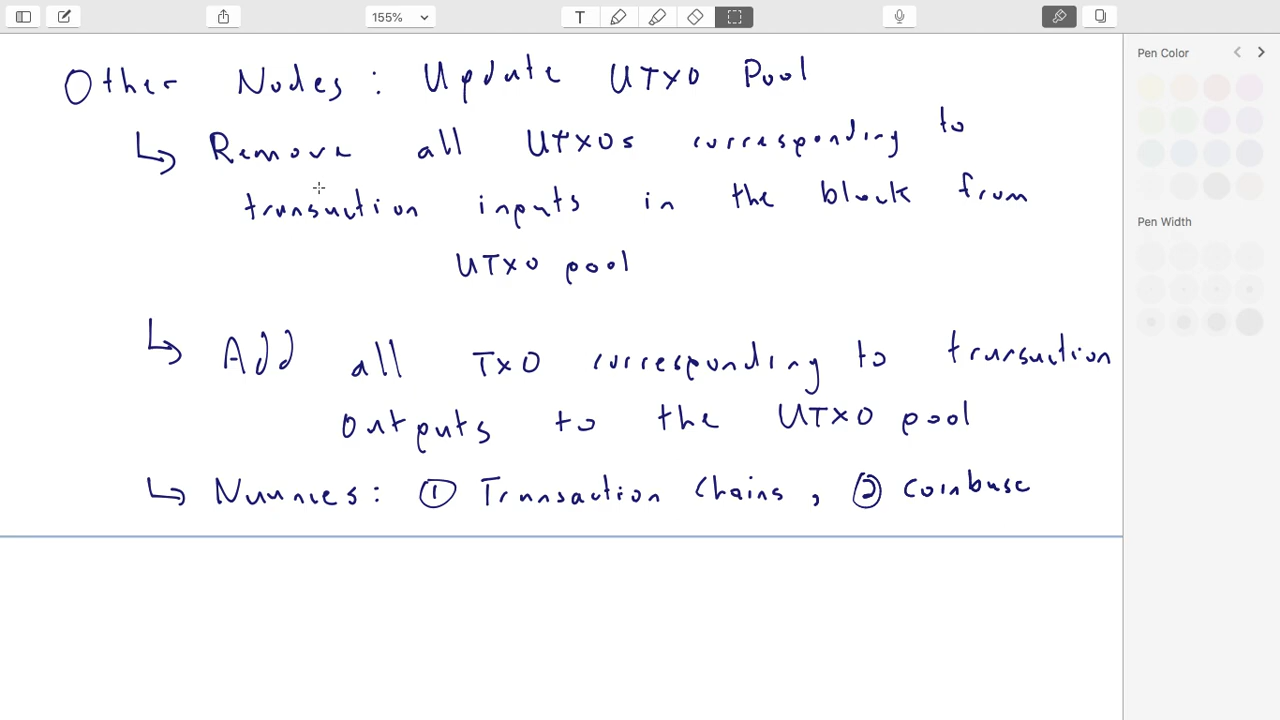 155%
T
Pen Color
Pen Width
Other Nodes: Update UTXO Pool
↳ Remove all UTXOs corresponding to
transaction inputs in the block from
UTXO pool
↳ Add all TXO corresponding to transaction
outputs to the UTXO pool
↳ Nuances: ① Transaction Chains, ② Coinbase